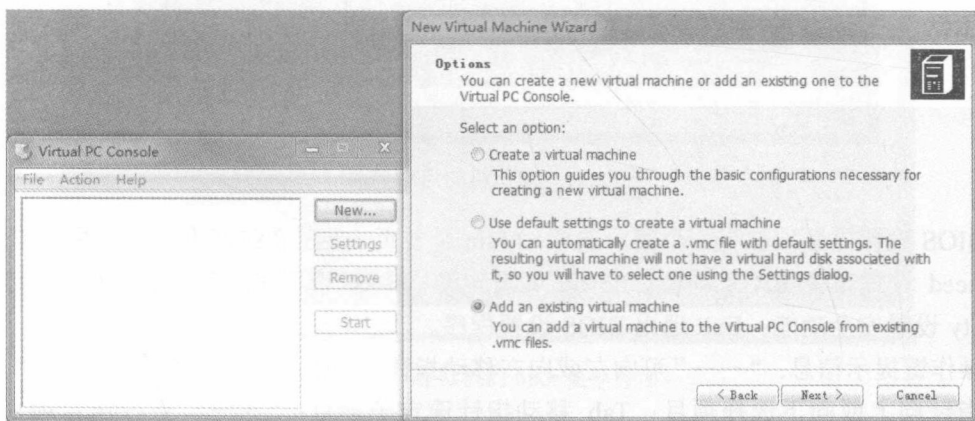 Virtual PC Console
File Action Help
New...
Settings
Remove
Start
New Virtual Machine Wizard
Options
You can create a new virtual machine or add an existing one to the
Virtual PC Console.
Select an option:
Create a virtual machine
This option guides you through the basic configurations necessary for
creating a new virtual machine.
Use default settings to create a virtual machine
You can automatically create a .vmc file with default settings. The
resulting virtual machine will not have a virtual hard disk associated with
it, so you will have to select one using the Settings dialog.
Add an existing virtual machine
You can add a virtual machine to the Virtual PC Console from existing
.vmc files.
< Back Next > Cancel